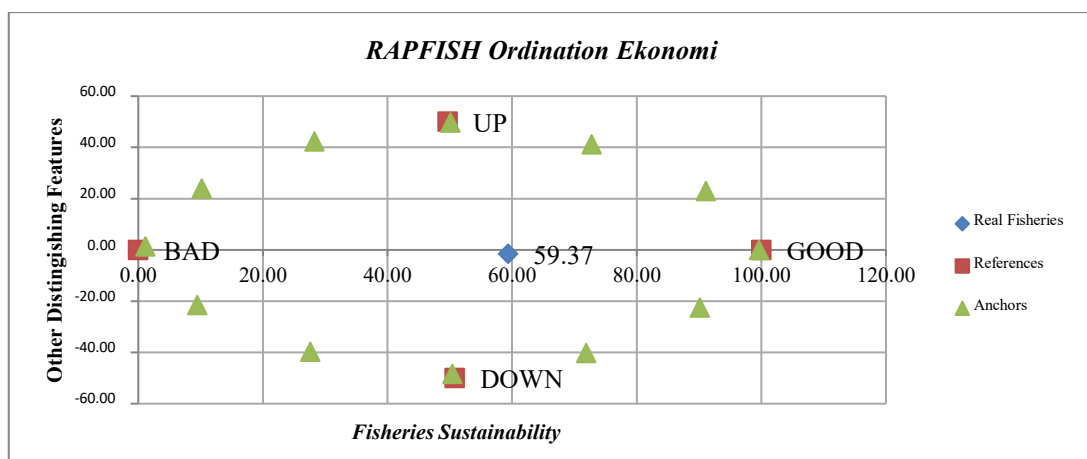 RAPFISH Ordination Ekonomi
Other Distingishing Features
60.00
40.00
20.00
0.00
-20.00
-40.00
-60.00
UP
BAD
59.37
GOOD
DOWN
0.00 20.00 40.00 60.00 80.00 100.00 120.00
Fisheries Sustainability
Real Fisheries
References
Anchors